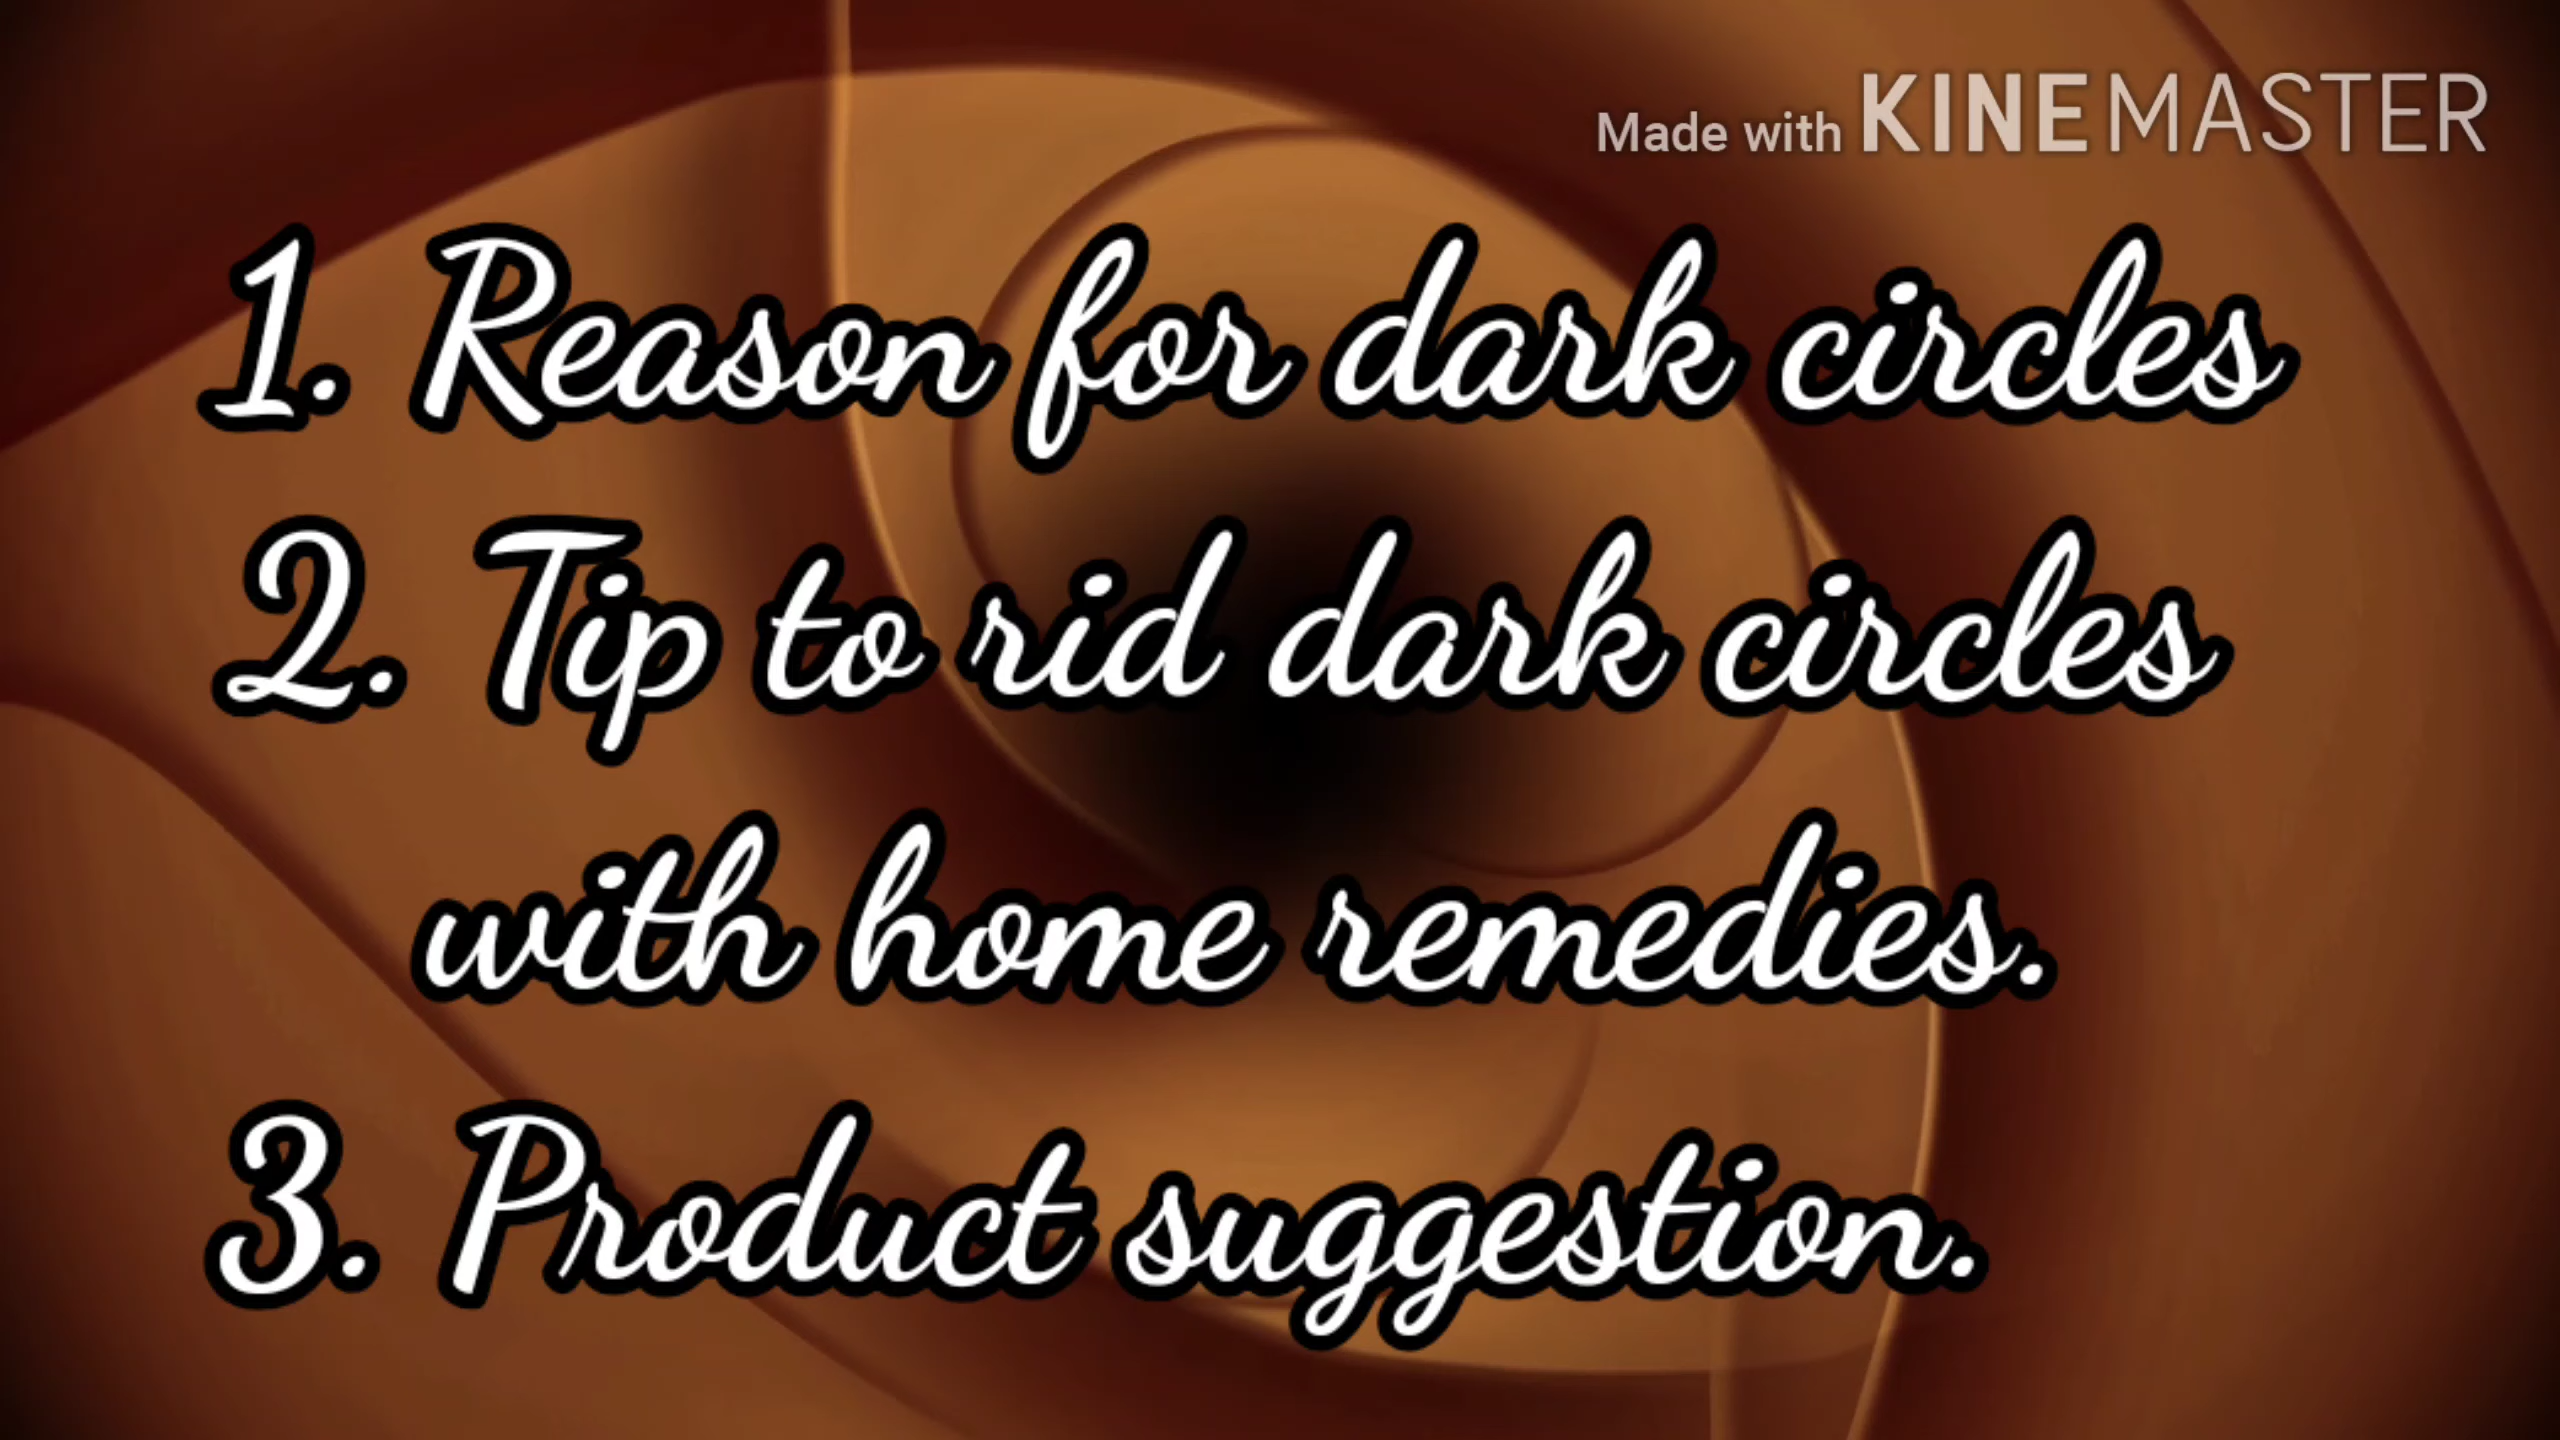 Made with KINEMASTER
1. Reason for dark circles
2. Tip to rid dark circles
with home remedies.
3. Product suggestion.